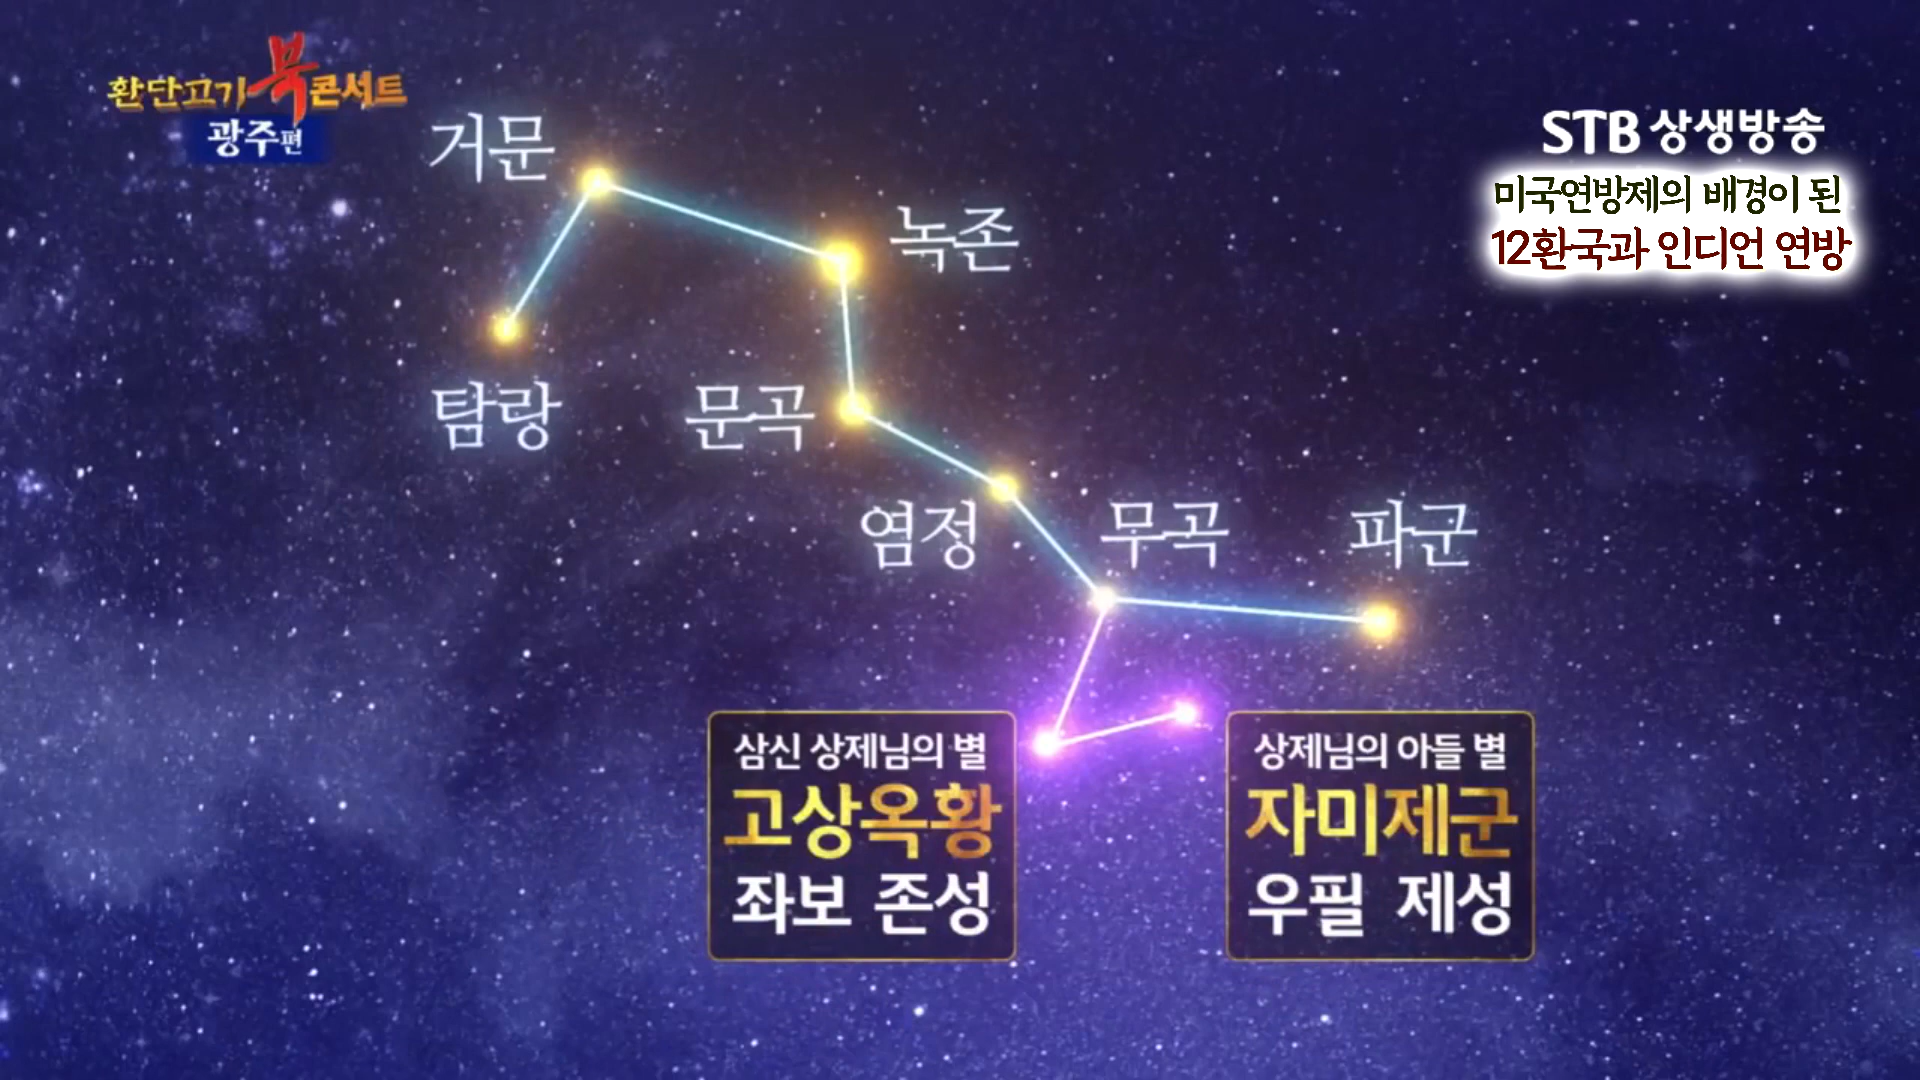 환단고기 북콘서트
광주편
STB 상생방송
미국연방제의 배경이 된
12환국과 인디언 연방
거문
녹존
탐랑
문곡
염정
무곡
파군
삼신 상제님의 별
고상옥황
좌보 존성
상제님의 아들 별
자미제군
우필 제성